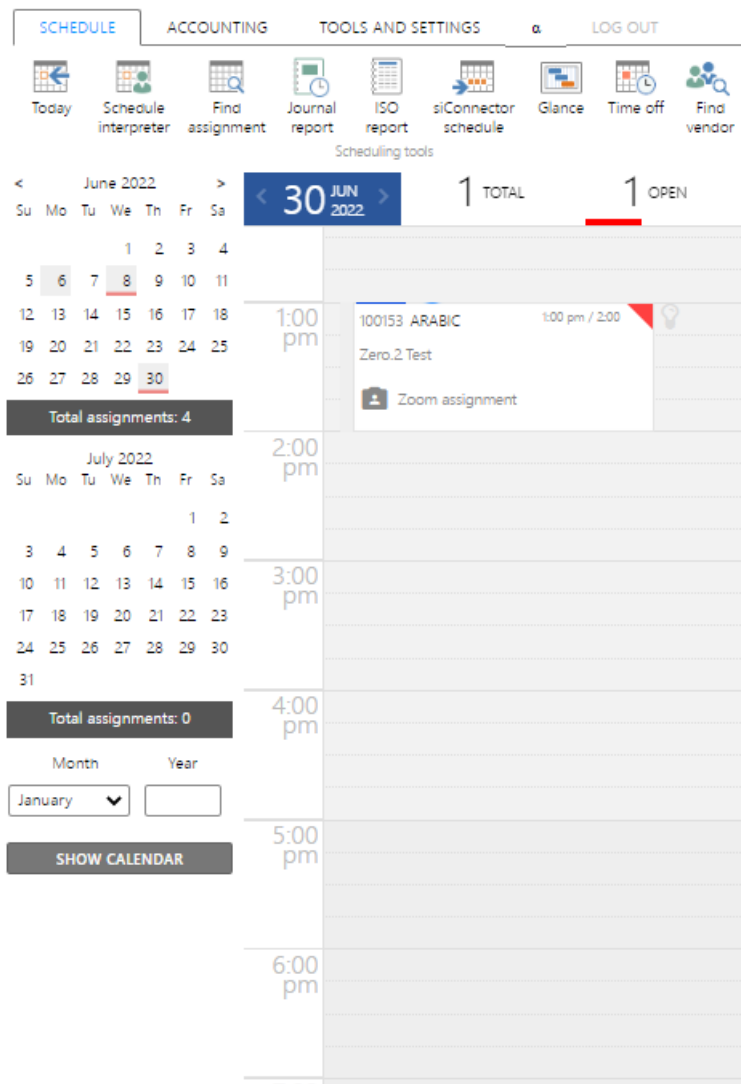 SCHEDULE ACCOUNTING TOOLS AND SETTINGS α LOG OUT
Today Schedule interpreter Find assignment Journal report ISO report siConnector schedule Glance Time off Find vendor
Scheduling tools
< June 2022 >
Su Mo Tu We Th Fr Sa
1 2 3 4
5 6 7 8 9 10 11
12 13 14 15 16 17 18
19 20 21 22 23 24 25
26 27 28 29 30
Total assignments: 4
July 2022
Su Mo Tu We Th Fr Sa
1 2
3 4 5 6 7 8 9
10 11 12 13 14 15 16
17 18 19 20 21 22 23
24 25 26 27 28 29 30
31
Total assignments: 0
Month Year
January
SHOW CALENDAR
< 30 JUN 2022 > 1 TOTAL 1 OPEN
1:00 pm
100153 ARABIC 1:00 pm / 2:00
Zero.2 Test
Zoom assignment
2:00 pm
3:00 pm
4:00 pm
5:00 pm
6:00 pm